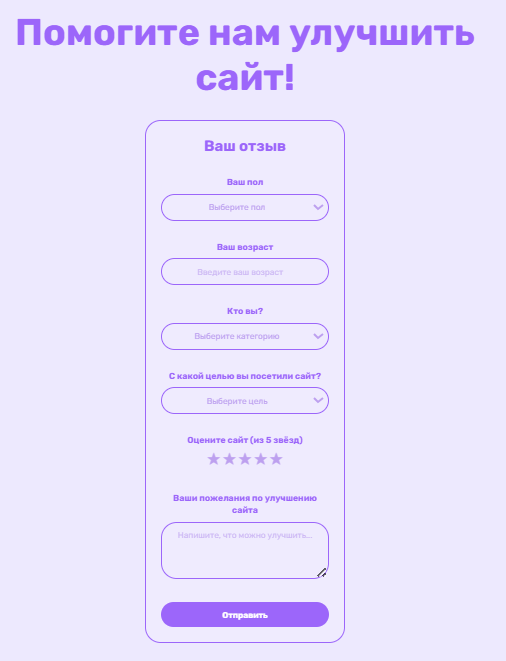 Помогите нам улучшить
сайт!
Ваш отзыв
Ваш пол
Выберите пол
Ваш возраст
Введите ваш возраст
Кто вы?
Выберите категорию
С какой целью вы посетили сайт?
Выберите цель
Оцените сайт (из 5 звёзд)
Ваши пожелания по улучшению
сайта
Напишите, что можно улучшить...
Отправить